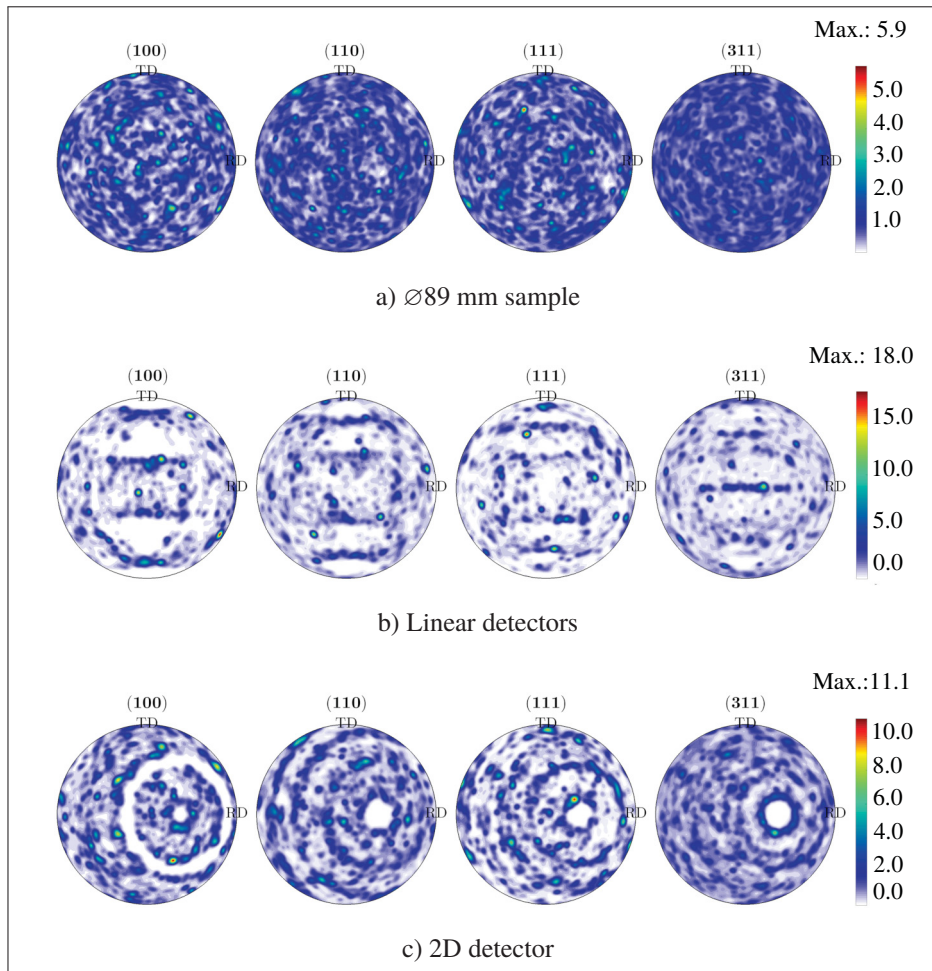 Max.: 5.9
(100) (110) (111) (311)
TD TD TD TD
RD RD RD RD
5.0
4.0
3.0
2.0
1.0
a) ∅89 mm sample
Max.: 18.0
(100) (110) (111) (311)
TD TD TD TD
RD RD RD RD
15.0
10.0
5.0
0.0
b) Linear detectors
Max.:11.1
(100) (110) (111) (311)
TD TD TD TD
RD RD RD RD
10.0
8.0
6.0
4.0
2.0
0.0
c) 2D detector